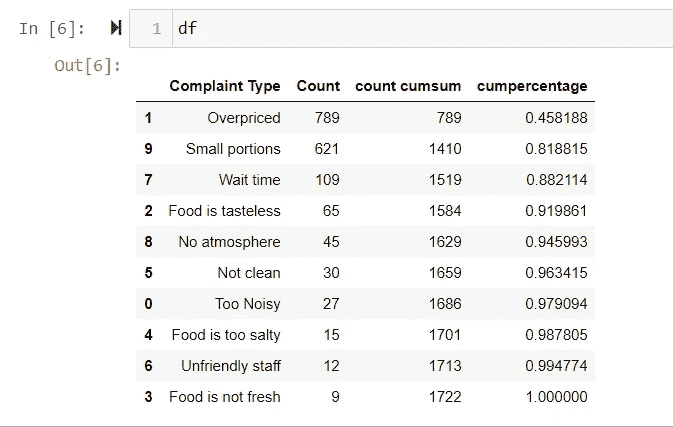 In [6]: 1 df
Out[6]:
Complaint Type Count count cumsum cumpercentage
1 Overpriced 789 789 0.458188
9 Small portions 621 1410 0.818815
7 Wait time 109 1519 0.882114
2 Food is tasteless 65 1584 0.919861
8 No atmosphere 45 1629 0.945993
5 Not clean 30 1659 0.963415
0 Too Noisy 27 1686 0.979094
4 Food is too salty 15 1701 0.987805
6 Unfriendly staff 12 1713 0.994774
3 Food is not fresh 9 1722 1.000000